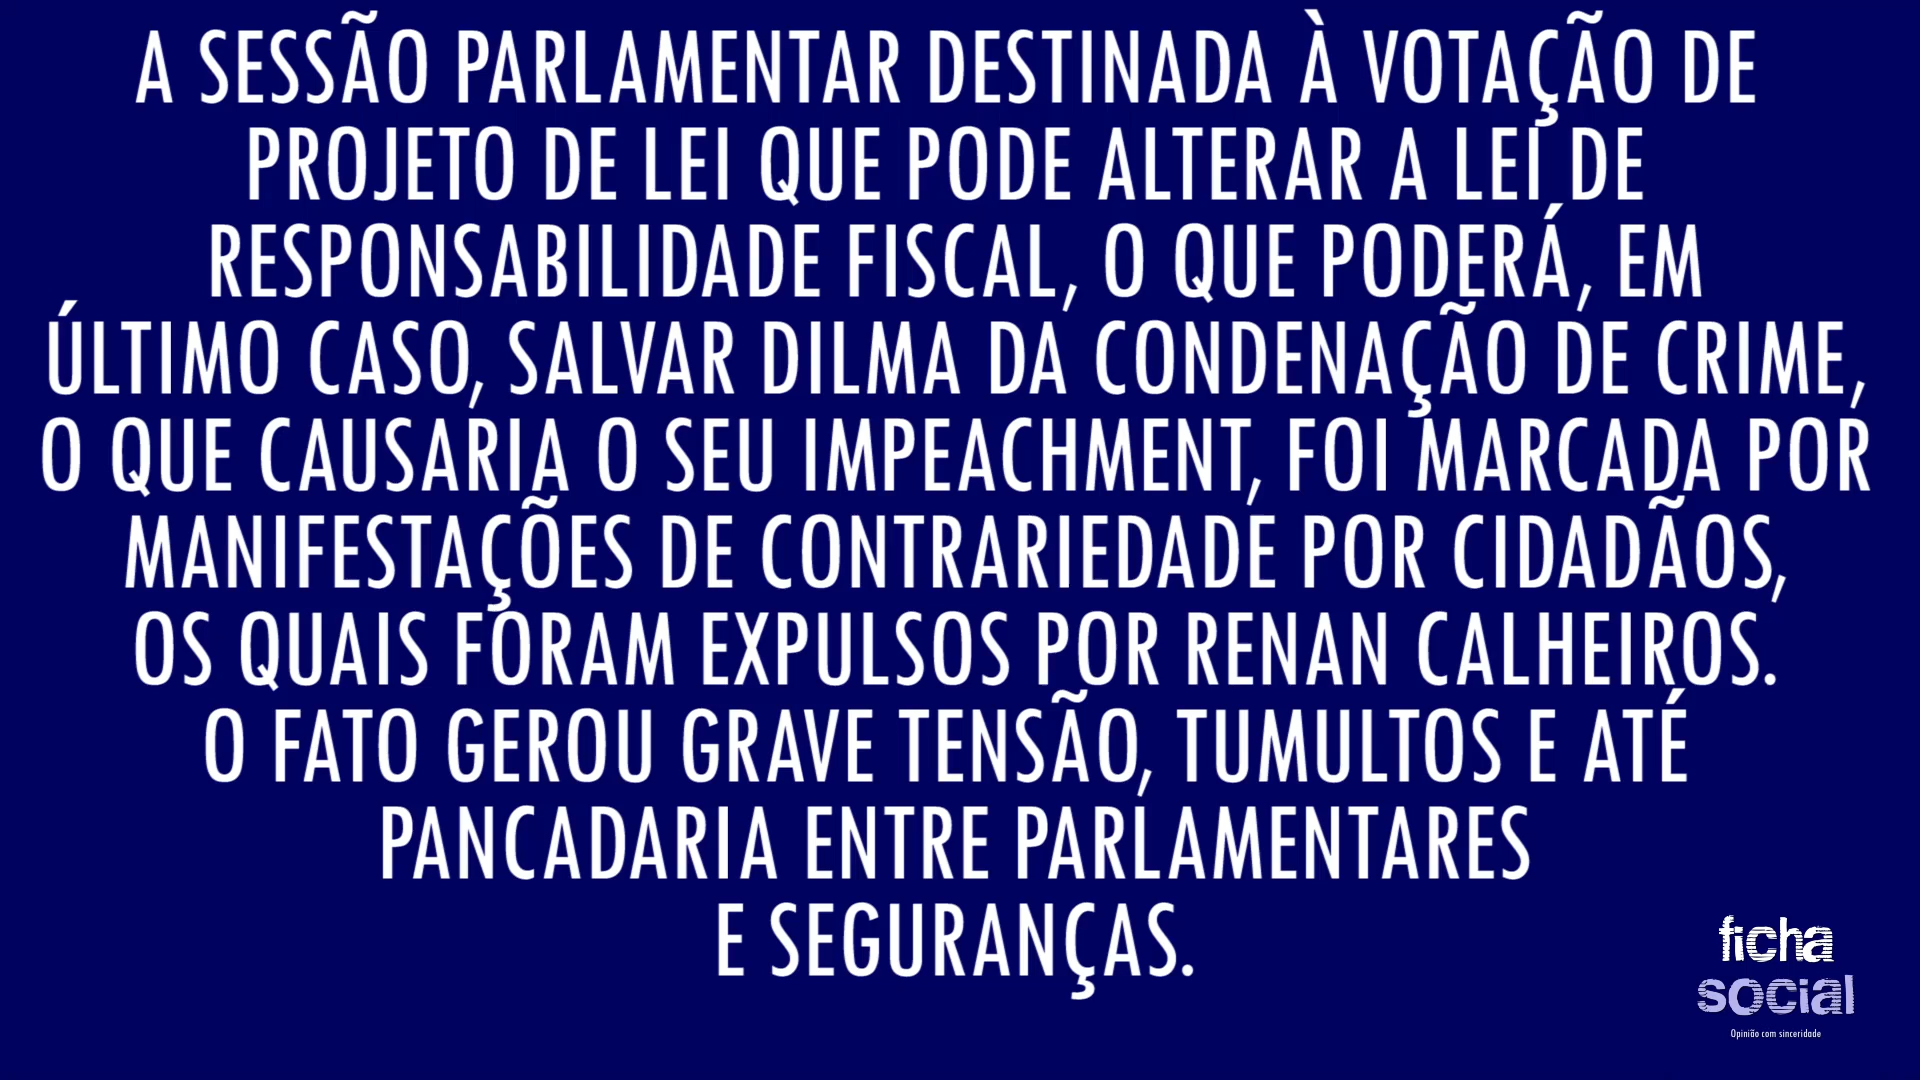 A SESSÃO PARLAMENTAR DESTINADA À VOTAÇÃO DE
PROJETO DE LEI QUE PODE ALTERAR A LEI DE
RESPONSABILIDADE FISCAL, O QUE PODERÁ, EM
ÚLTIMO CASO, SALVAR DILMA DA CONDENAÇÃO DE CRIME,
O QUE CAUSARIA O SEU IMPEACHMENT, FOI MARCADA POR
MANIFESTAÇÕES DE CONTRARIEDADE POR CIDADÃOS,
OS QUAIS FORAM EXPULSOS POR RENAN CALHEIROS.
O FATO GEROU GRAVE TENSÃO, TUMULTOS E ATÉ
PANCADARIA ENTRE PARLAMENTARES
E SEGURANÇAS.
ficha
social
Opinião com sinceridade